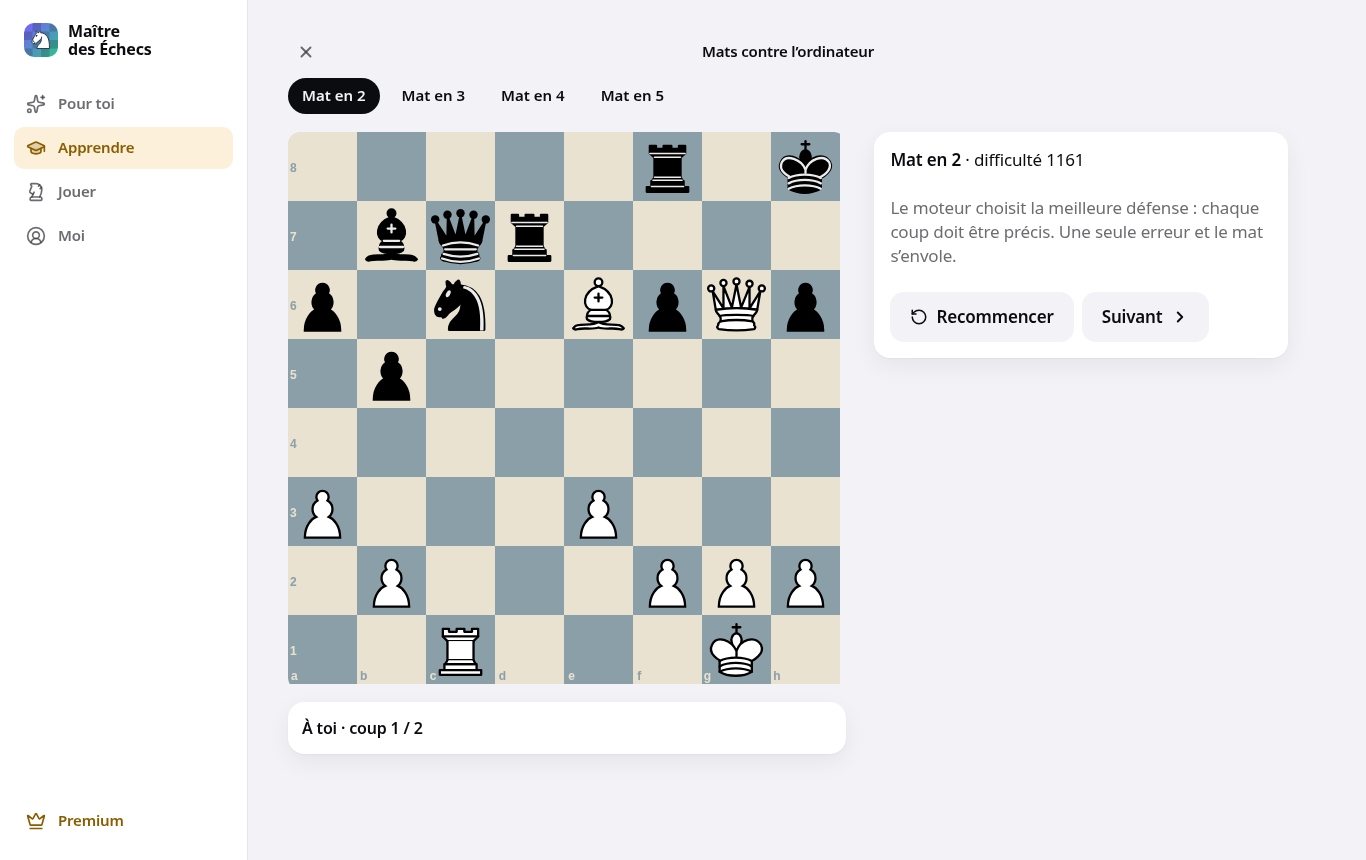 Maître
des Échecs
Pour toi
Apprendre
Jouer
Moi
Premium
Mats contre l’ordinateur
Mat en 2
Mat en 3
Mat en 4
Mat en 5
8
7
6
5
4
3
2
1
a b c d e f g h
À toi · coup 1 / 2
Mat en 2 · difficulté 1161
Le moteur choisit la meilleure défense : chaque
coup doit être précis. Une seule erreur et le mat
s’envole.
Recommencer
Suivant